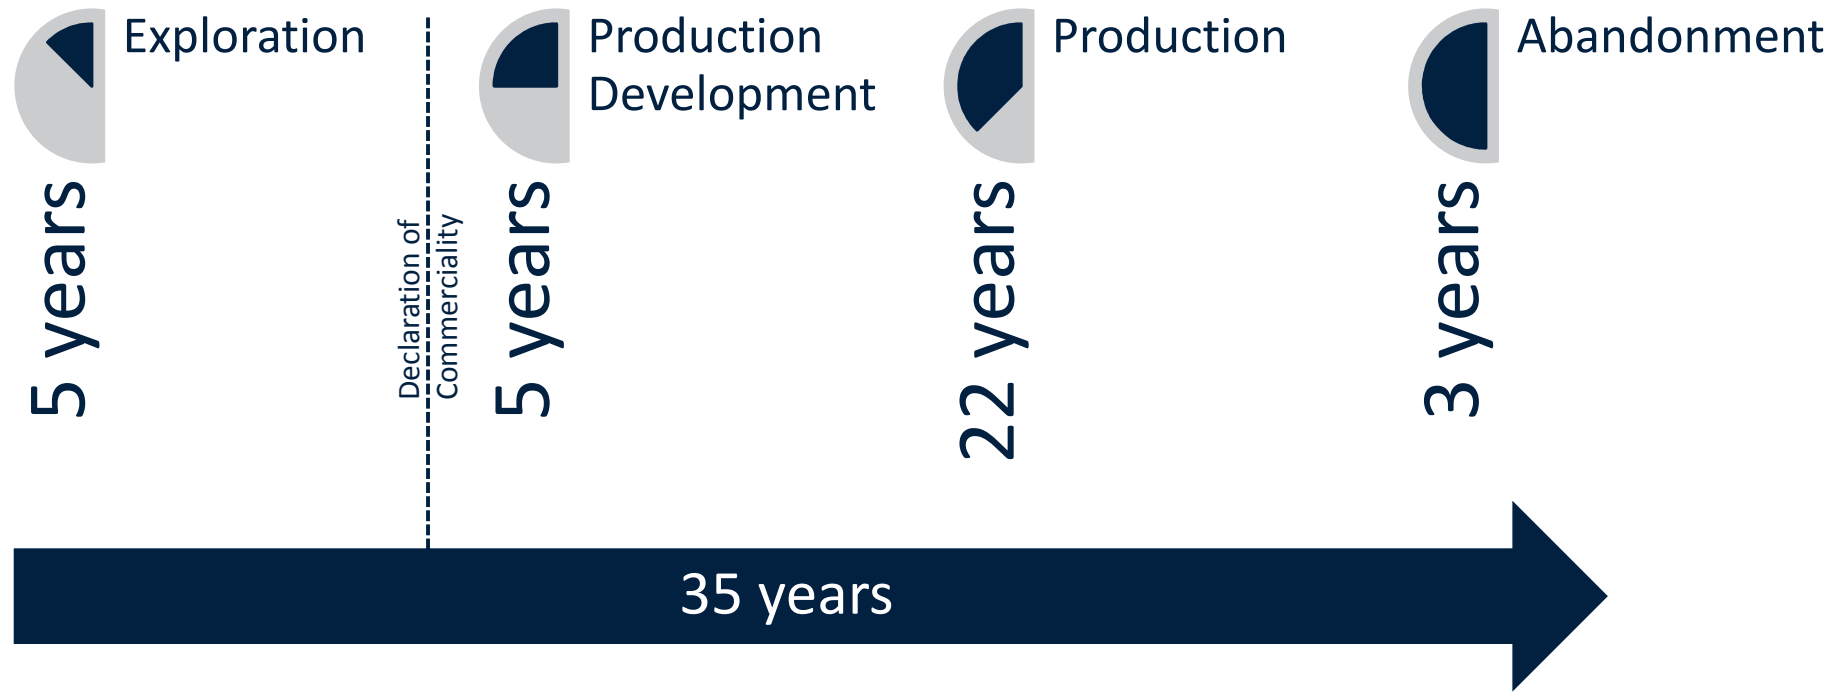 Exploration
5 years
Declaration of
Commerciality
Production
Development
5 years
Production
22 years
Abandonment
3 years
35 years